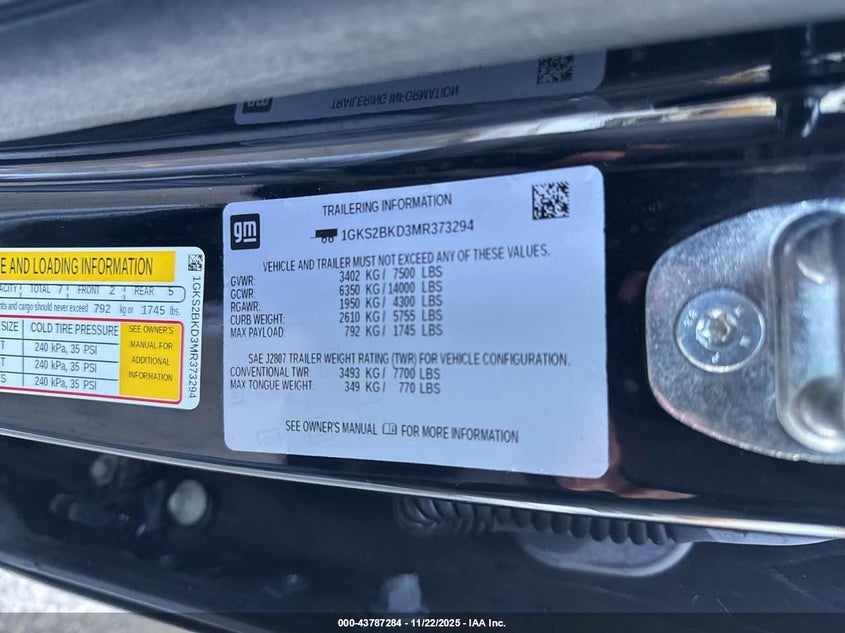 TRAILERING INFORMATION
gm
TRAILERING INFORMATION
1GKS2BKD3MR373294
VEHICLE AND TRAILER MUST NOT EXCEED ANY OF THESE VALUES.
GVWR: 3402 KG / 7500 LBS
GCWR: 6350 KG / 14000 LBS
RGAWR: 1950 KG / 4300 LBS
CURB WEIGHT: 2610 KG / 5755 LBS
MAX PAYLOAD: 792 KG / 1745 LBS
SAE J2807 TRAILER WEIGHT RATING (TWR) FOR VEHICLE CONFIGURATION.
CONVENTIONAL TWR: 3493 KG / 7700 LBS
MAX TONGUE WEIGHT: 349 KG / 770 LBS
SEE OWNER'S MANUAL FOR MORE INFORMATION
E AND LOADING INFORMATION
ACITY TOTAL 7 FRONT 2 REAR 5
nts and cargo should never exceed 792 kg or 1745 lbs
SIZE COLD TIRE PRESSURE
240 kPa, 35 PSI
240 kPa, 35 PSI
240 kPa, 35 PSI
SEE OWNER'S
MANUAL FOR
ADDITIONAL
INFORMATION
1GKS2BKD3MR373294
000-43787284 - 11/22/2025 - IAA Inc.